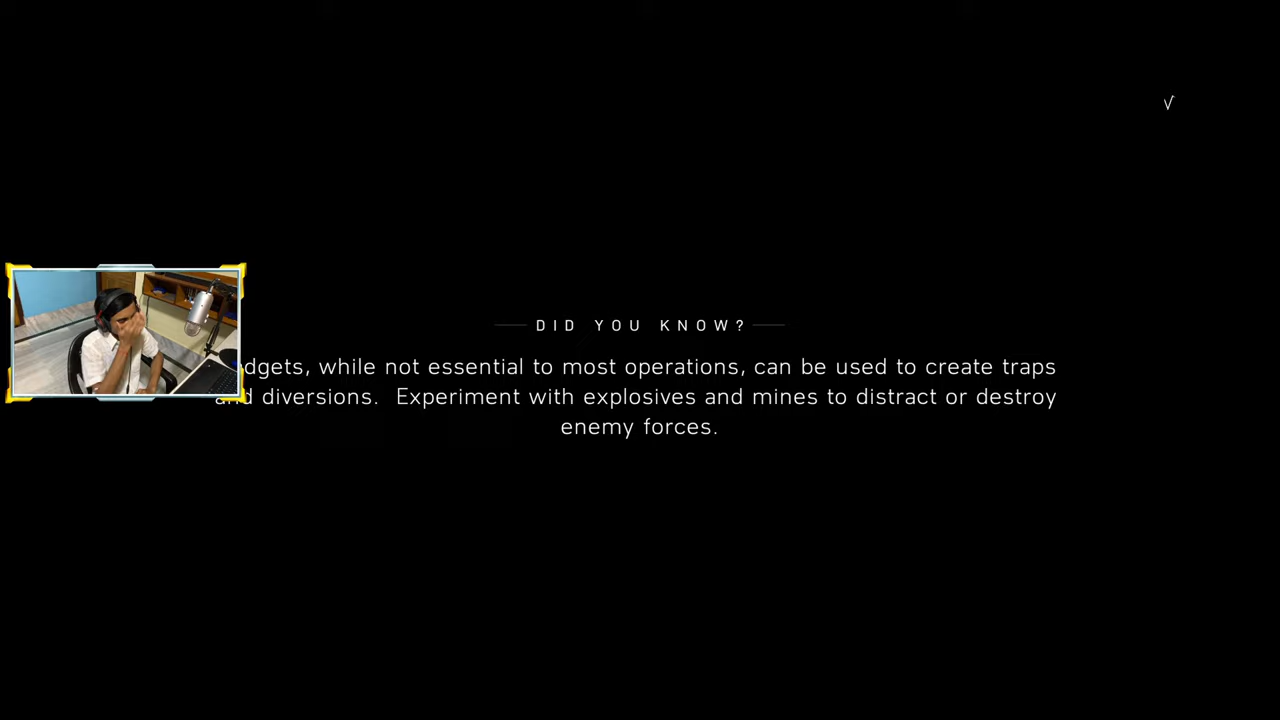 DID YOU KNOW?
while not essential to most operations, can be used to create traps
and diversions. Experiment with explosives and mines to distract or destroy
enemy forces.